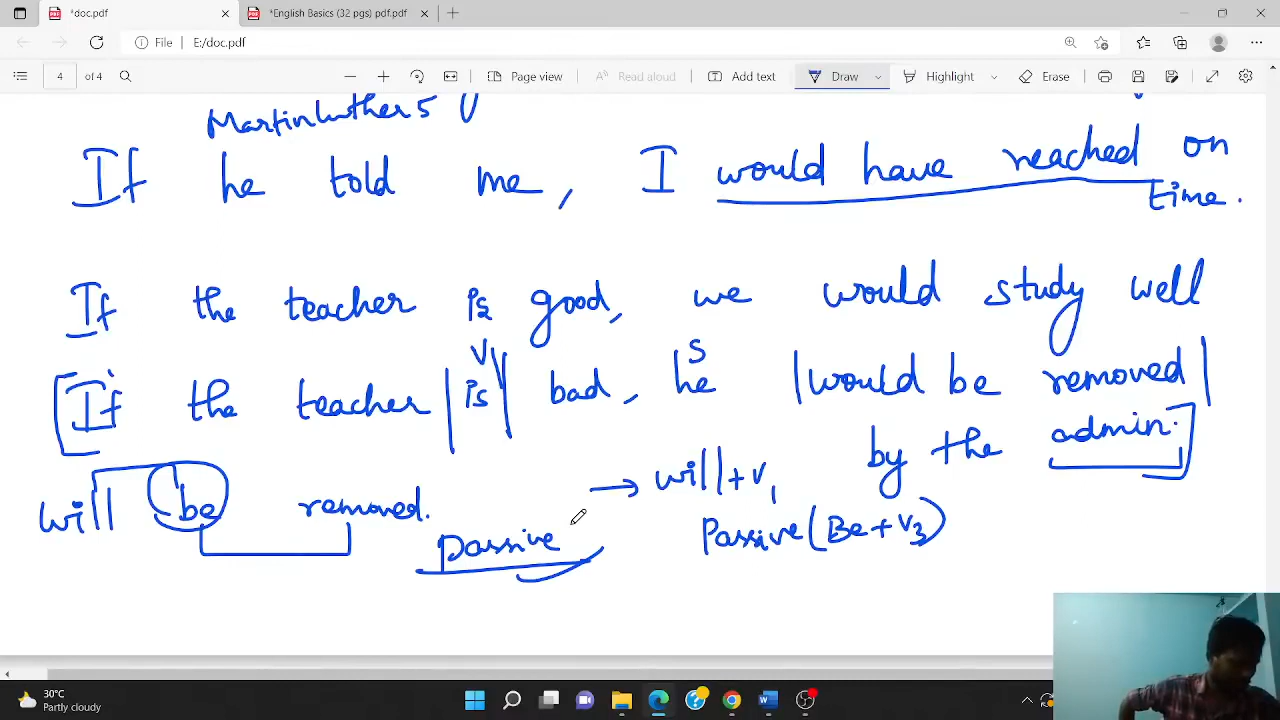 *doc.pdf
*English Basics (32 pgs) pdf.pdf
File E:/doc.pdf
4 of 4 Page view Read aloud Add text Draw Highlight Erase
Martin Luther 5
If he told me, I would have reached on time.
If the teacher is good, we would study well
V S
[If the teacher |is| bad, he |would be removed|
by the admin.]
will be removed. → will + V1
Passive Passive (Be + V3)
30°C
Partly cloudy